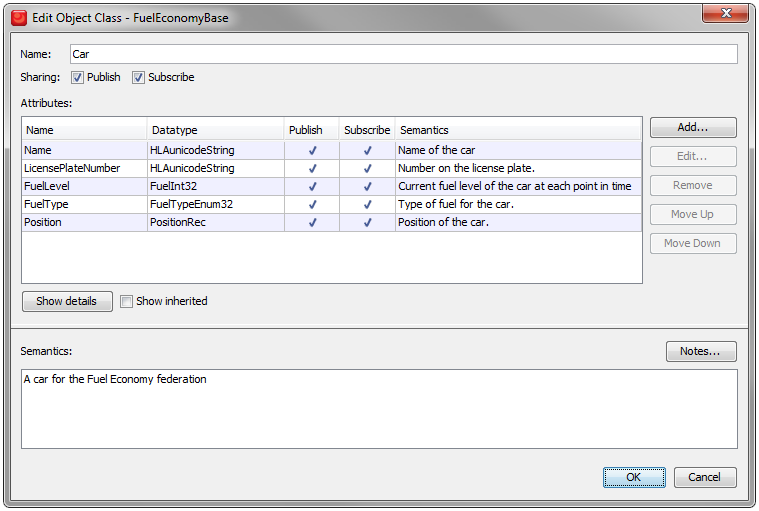 Edit Object Class - FuelEconomyBase
Name: Car
Sharing: Publish Subscribe
Attributes:
Name Datatype Publish Subscribe Semantics
Name HLAunicodeString Name of the car
LicensePlateNumber HLAunicodeString Number on the license plate.
FuelLevel FuelInt32 Current fuel level of the car at each point in time
FuelType FuelTypeEnum32 Type of fuel for the car.
Position PositionRec Position of the car.
Add...
Edit...
Remove
Move Up
Move Down
Show details Show inherited
Semantics: Notes...
A car for the Fuel Economy federation
OK Cancel